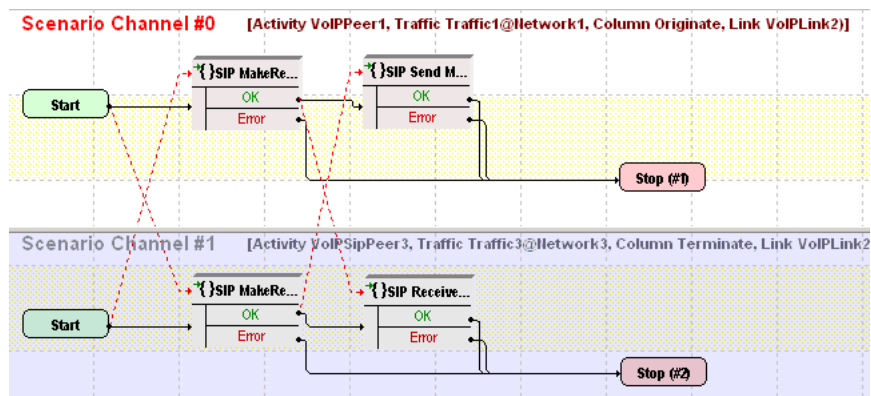 Scenario Channel #0 [Activity VoIPPeer1, Traffic Traffic1@Network1, Column Originate, Link VoIPLink2)]
{}SIP MakeRe... {}SIP Send M...
Start OK OK
Error Error
Stop (#1)
Scenario Channel #1 [Activity VoIPSipPeer3, Traffic Traffic3@Network3, Column Terminate, Link VoIPLink2
{}SIP MakeRe... {}SIP Receive...
Start OK OK
Error Error
Stop (#2)